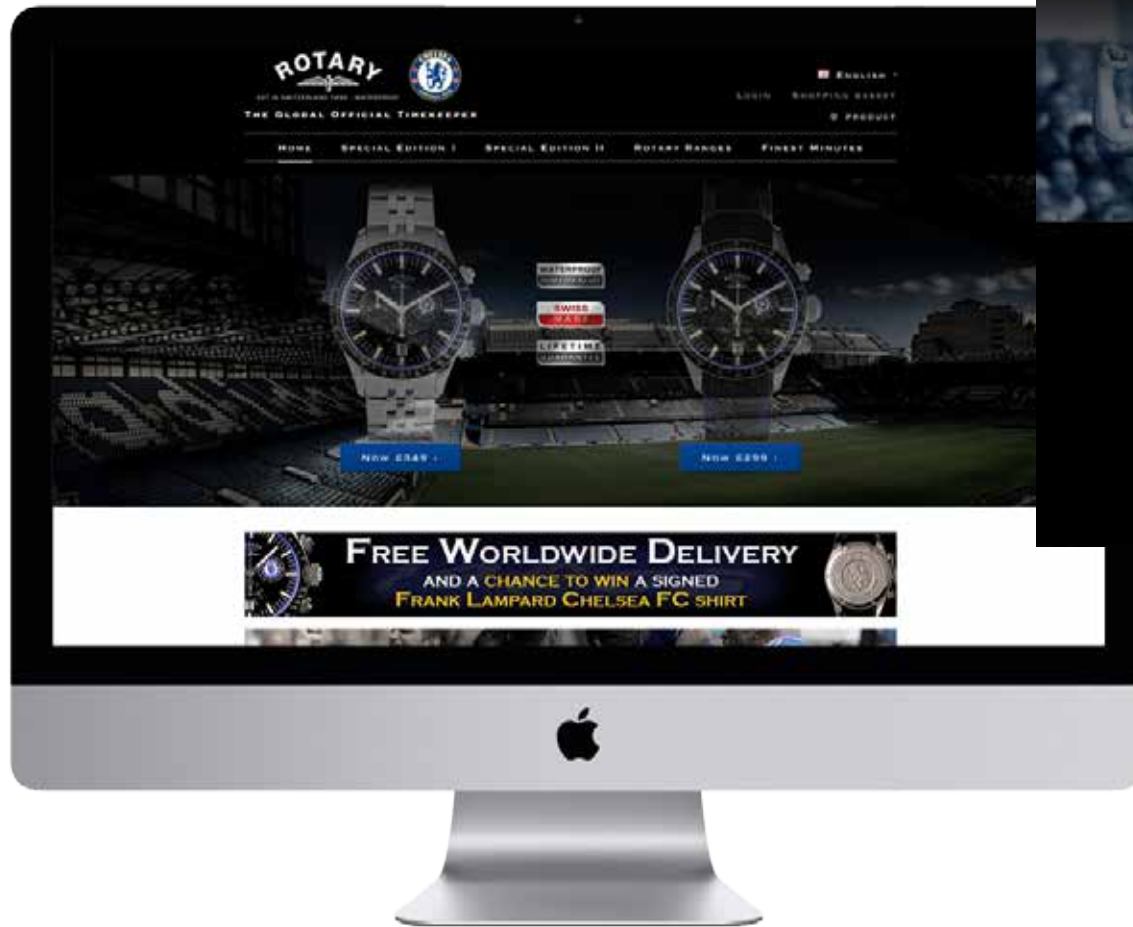 ROTARY
CHELSEA
THE GLOBAL OFFICIAL TIMEKEEPER
ENGLISH
LOGIN SHOPPING BASKET
0 PRODUCT
HOME SPECIAL EDITION I SPECIAL EDITION II ROTARY RANGES FINEST MINUTES
WATERPROOF
SWISS
MADE
LIFETIME
GUARANTEE
NOW £349 ›
NOW £299 ›
FREE WORLDWIDE DELIVERY
AND A CHANCE TO WIN A SIGNED
FRANK LAMPARD CHELSEA FC SHIRT